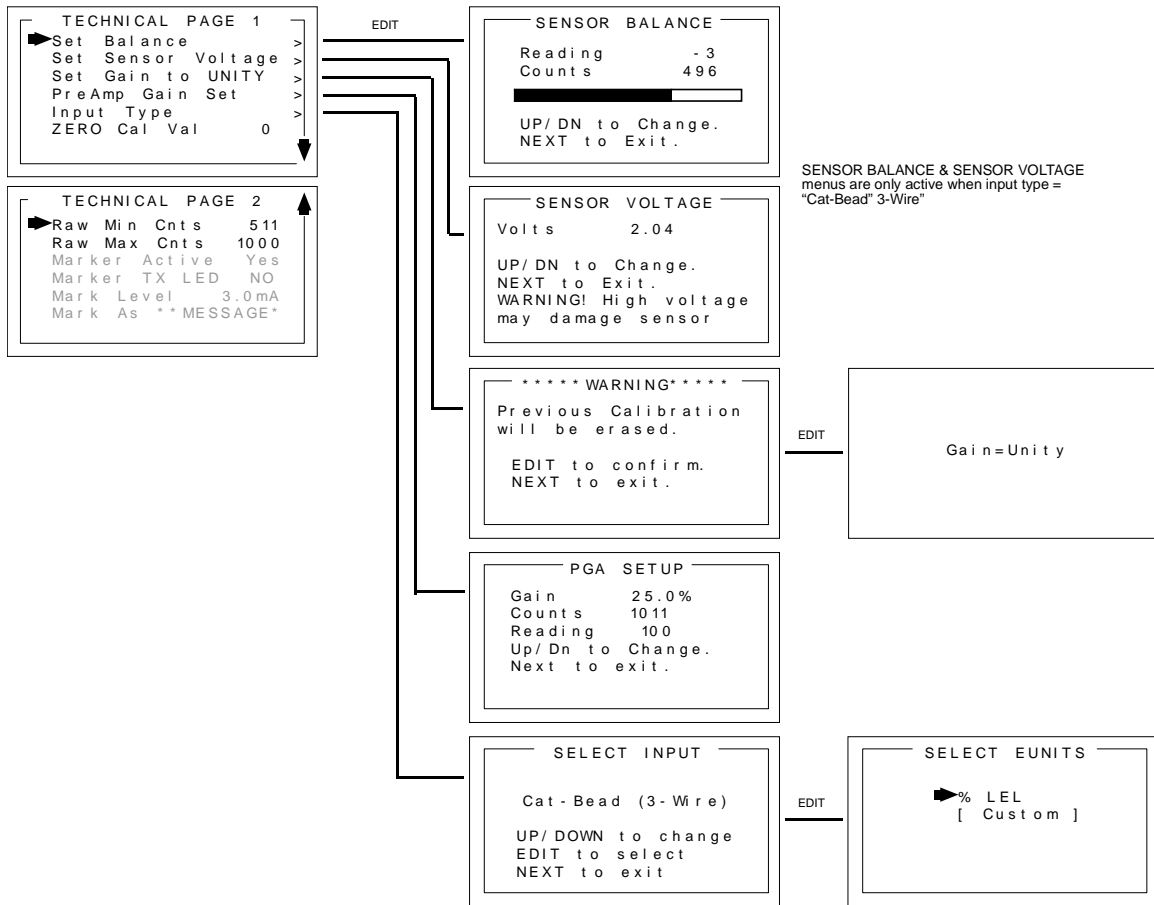 TECHNICAL PAGE 1
Set Balance >
Set Sensor Voltage >
Set Gain to UNITY >
PreAmp Gain Set >
Input Type >
ZERO Cal Val 0
EDIT
SENSOR BALANCE
Reading -3
Counts 496
UP/DN to Change.
NEXT to Exit.
SENSOR BALANCE & SENSOR VOLTAGE
menus are only active when input type =
“Cat-Bead” 3-Wire”
TECHNICAL PAGE 2
Raw Min Cnts 511
Raw Max Cnts 1000
Marker Active Yes
Marker TX LED NO
Mark Level 3.0mA
Mark As **MESSAGE*
SENSOR VOLTAGE
Volts 2.04
UP/DN to Change.
NEXT to Exit.
WARNING! High voltage
may damage sensor
*****WARNING*****
Previous Calibration
will be erased.
EDIT to confirm.
NEXT to exit.
EDIT
Gain=Unity
PGA SETUP
Gain 25.0%
Counts 1011
Reading 100
Up/Dn to Change.
Next to exit.
SELECT INPUT
Cat-Bead (3-Wire)
UP/DOWN to change
EDIT to select
NEXT to exit
EDIT
SELECT EUNITS
% LEL
[ Custom ]